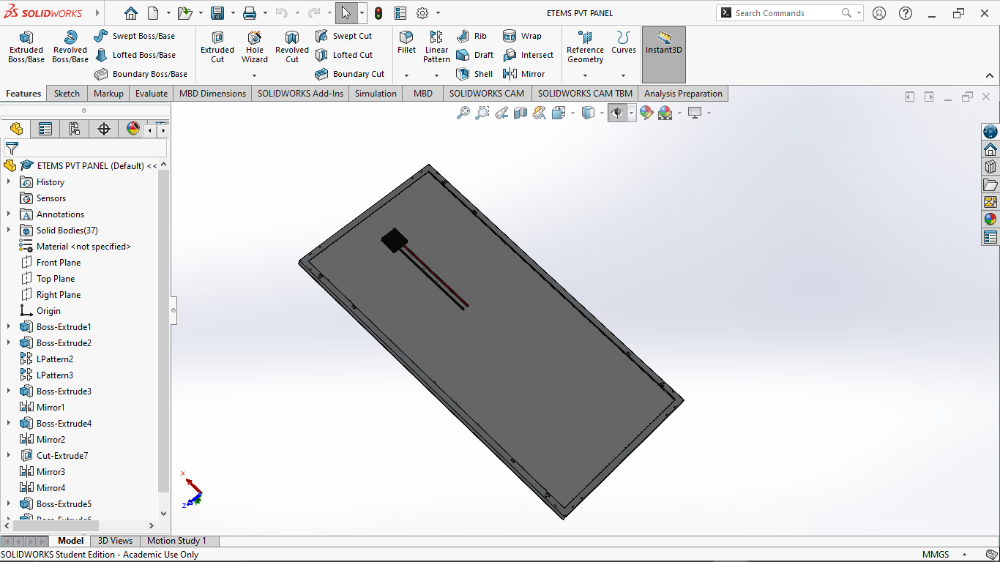 SOLIDWORKS
ETEMS PVT PANEL
Search Commands
Extruded Boss/Base
Revolved Boss/Base
Swept Boss/Base
Lofted Boss/Base
Boundary Boss/Base
Extruded Cut
Hole Wizard
Revolved Cut
Swept Cut
Lofted Cut
Boundary Cut
Fillet
Linear Pattern
Rib
Draft
Shell
Wrap
Intersect
Mirror
Reference Geometry
Curves
Instant3D
Features
Sketch
Markup
Evaluate
MBD Dimensions
SOLIDWORKS Add-Ins
Simulation
MBD
SOLIDWORKS CAM
SOLIDWORKS CAM TBM
Analysis Preparation
ETEMS PVT PANEL (Default) <<
History
Sensors
Annotations
Solid Bodies(37)
Material <not specified>
Front Plane
Top Plane
Right Plane
Origin
Boss-Extrude1
Boss-Extrude2
LPattern2
LPattern3
Boss-Extrude3
Mirror1
Boss-Extrude4
Mirror2
Cut-Extrude7
Mirror3
Mirror4
Boss-Extrude5
Boss-Extrude6
X
Z
Model
3D Views
Motion Study 1
SOLIDWORKS Student Edition - Academic Use Only
MMGS